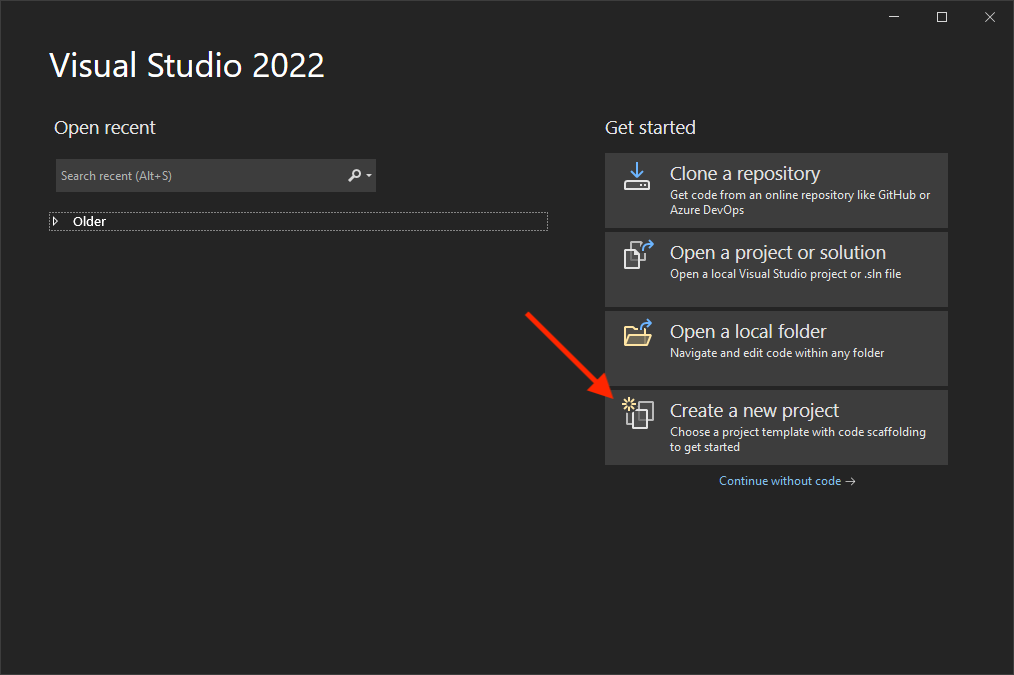 Visual Studio 2022
Open recent
Search recent (Alt+S)
Older
Get started
Clone a repository
Get code from an online repository like GitHub or
Azure DevOps
Open a project or solution
Open a local Visual Studio project or .sln file
Open a local folder
Navigate and edit code within any folder
Create a new project
Choose a project template with code scaffolding
to get started
Continue without code →